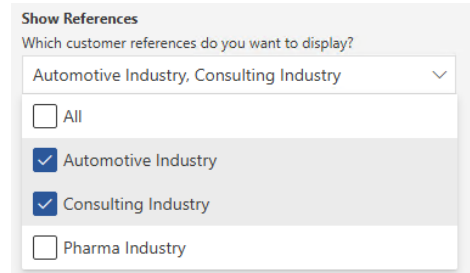 Show References
Which customer references do you want to display?
Automotive Industry, Consulting Industry
All
Automotive Industry
Consulting Industry
Pharma Industry